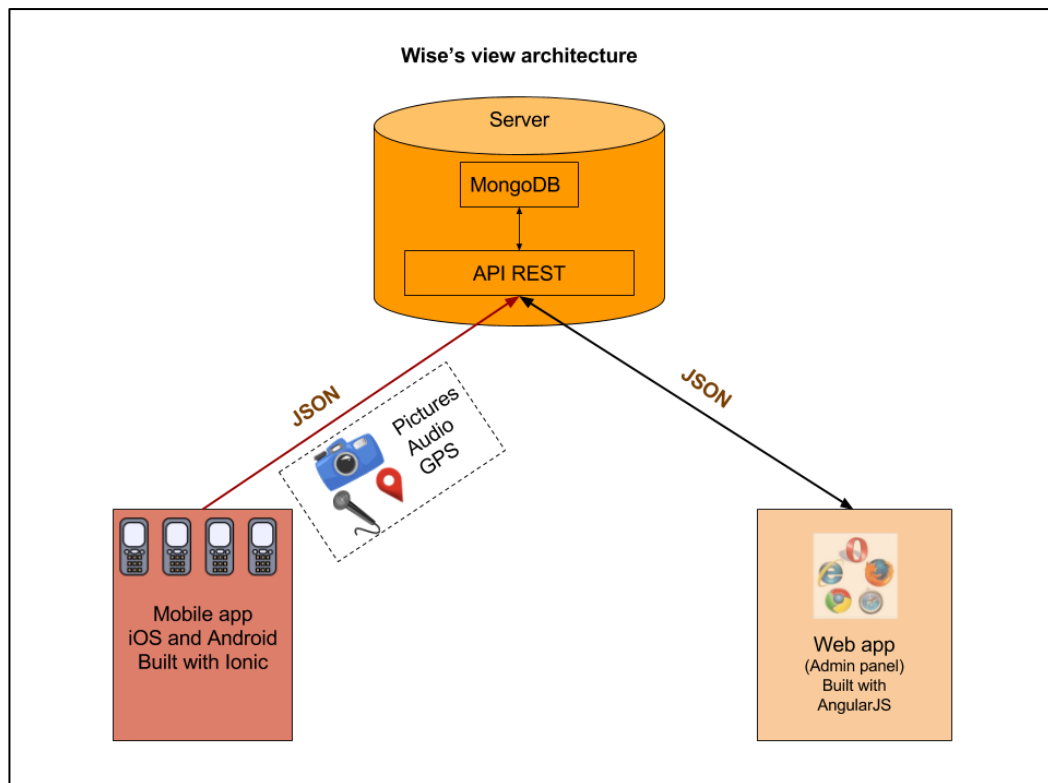 Wise's view architecture
Server
MongoDB
API REST
JSON
Pictures
Audio
GPS
JSON
Mobile app
iOS and Android
Built with Ionic
Web app
(Admin panel)
Built with
AngularJS